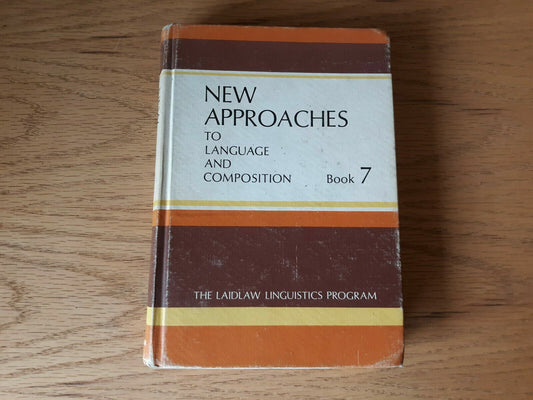 NEW
APPROACHES
TO
LANGUAGE
AND
COMPOSITION Book 7
THE LAIDLAW LINGUISTICS PROGRAM